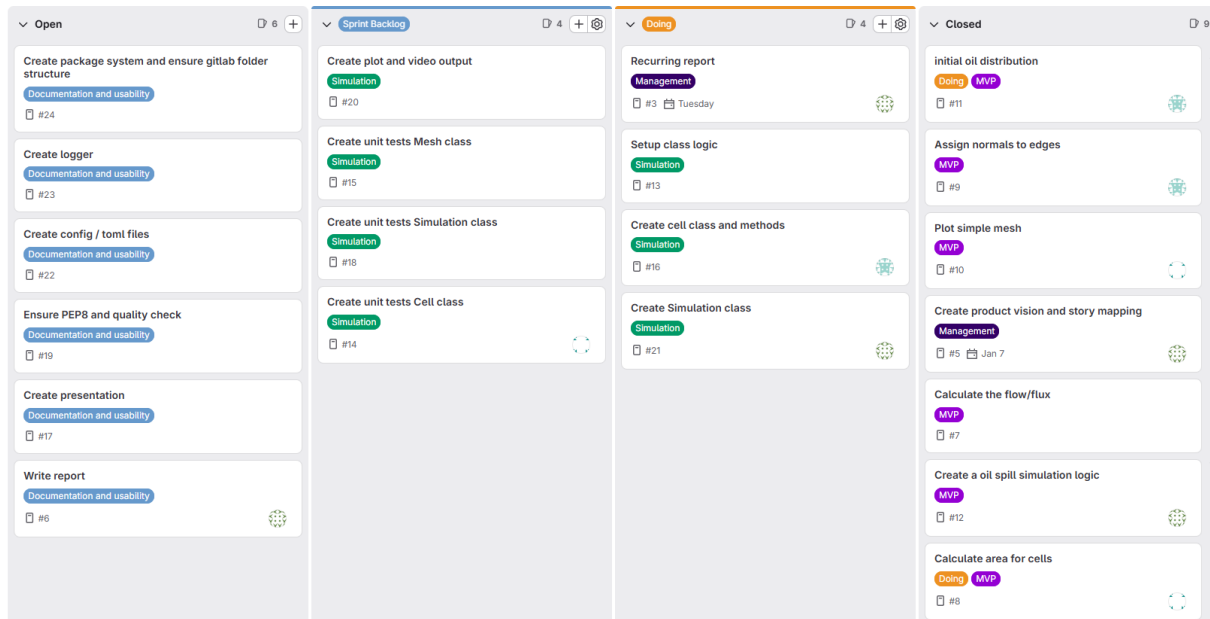 Open 6
Create package system and ensure gitlab folder
structure
Documentation and usability
#24
Create logger
Documentation and usability
#23
Create config / toml files
Documentation and usability
#22
Ensure PEP8 and quality check
Documentation and usability
#19
Create presentation
Documentation and usability
#17
Write report
Documentation and usability
#6
Sprint Backlog 4
Create plot and video output
Simulation
#20
Create unit tests Mesh class
Simulation
#15
Create unit tests Simulation class
Simulation
#18
Create unit tests Cell class
Simulation
#14
Doing 4
Recurring report
Management
#3 Tuesday
Setup class logic
Simulation
#13
Create cell class and methods
Simulation
#16
Create Simulation class
Simulation
#21
Closed 9
initial oil distribution
Doing MVP
#11
Assign normals to edges
MVP
#9
Plot simple mesh
MVP
#10
Create product vision and story mapping
Management
#5 Jan 7
Calculate the flow/flux
MVP
#7
Create a oil spill simulation logic
MVP
#12
Calculate area for cells
Doing MVP
#8